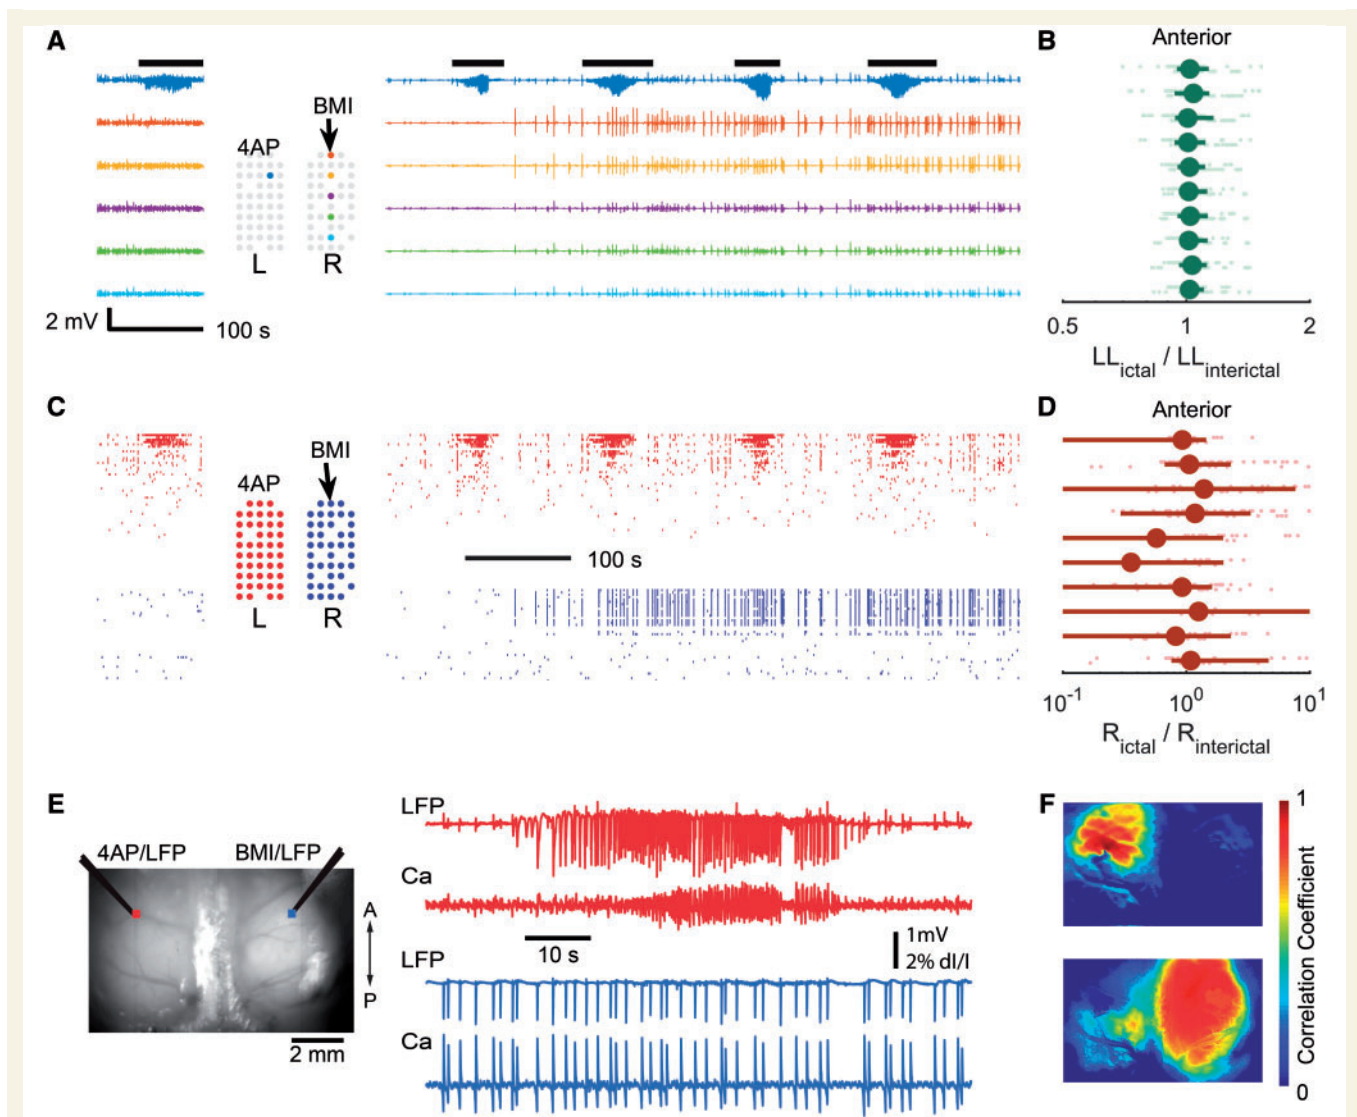 A
BMI
4AP
L
R
2 mV
100 s
B
Anterior
0.5
1
2
LLictal / LLinterictal
C
BMI
4AP
L
R
100 s
D
Anterior
10-1
100
101
Rictal / Rinterictal
E
4AP/LFP
BMI/LFP
A
P
2 mm
LFP
Ca
10 s
1mV
2% dI/I
LFP
Ca
F
1
Correlation Coefficient
0